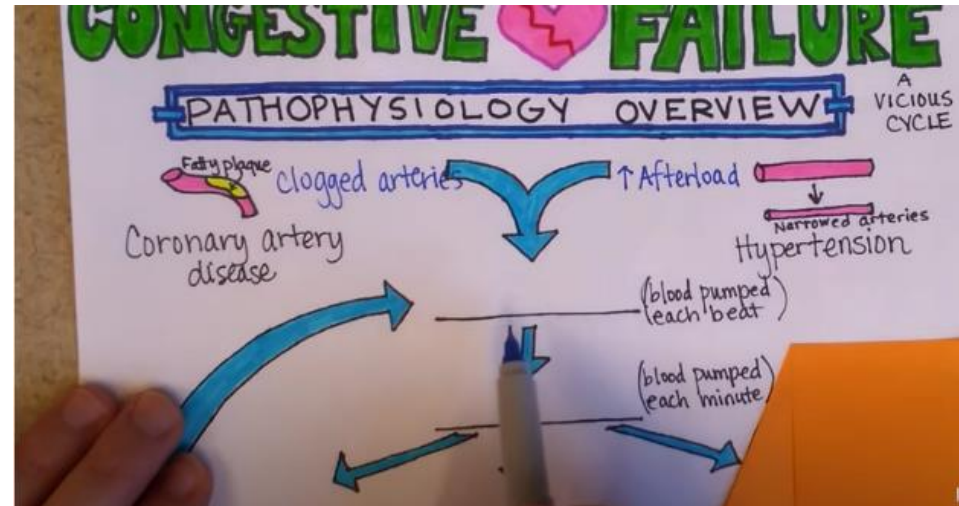 CONGESTIVE FAILURE
PATHOPHYSIOLOGY OVERVIEW
A
VICIOUS
CYCLE
Fatty plaque
clogged arteries
Coronary artery
disease
↑ Afterload
Narrowed arteries
Hypertension
(blood pumped)
(each beat)
(blood pumped)
(each minute)